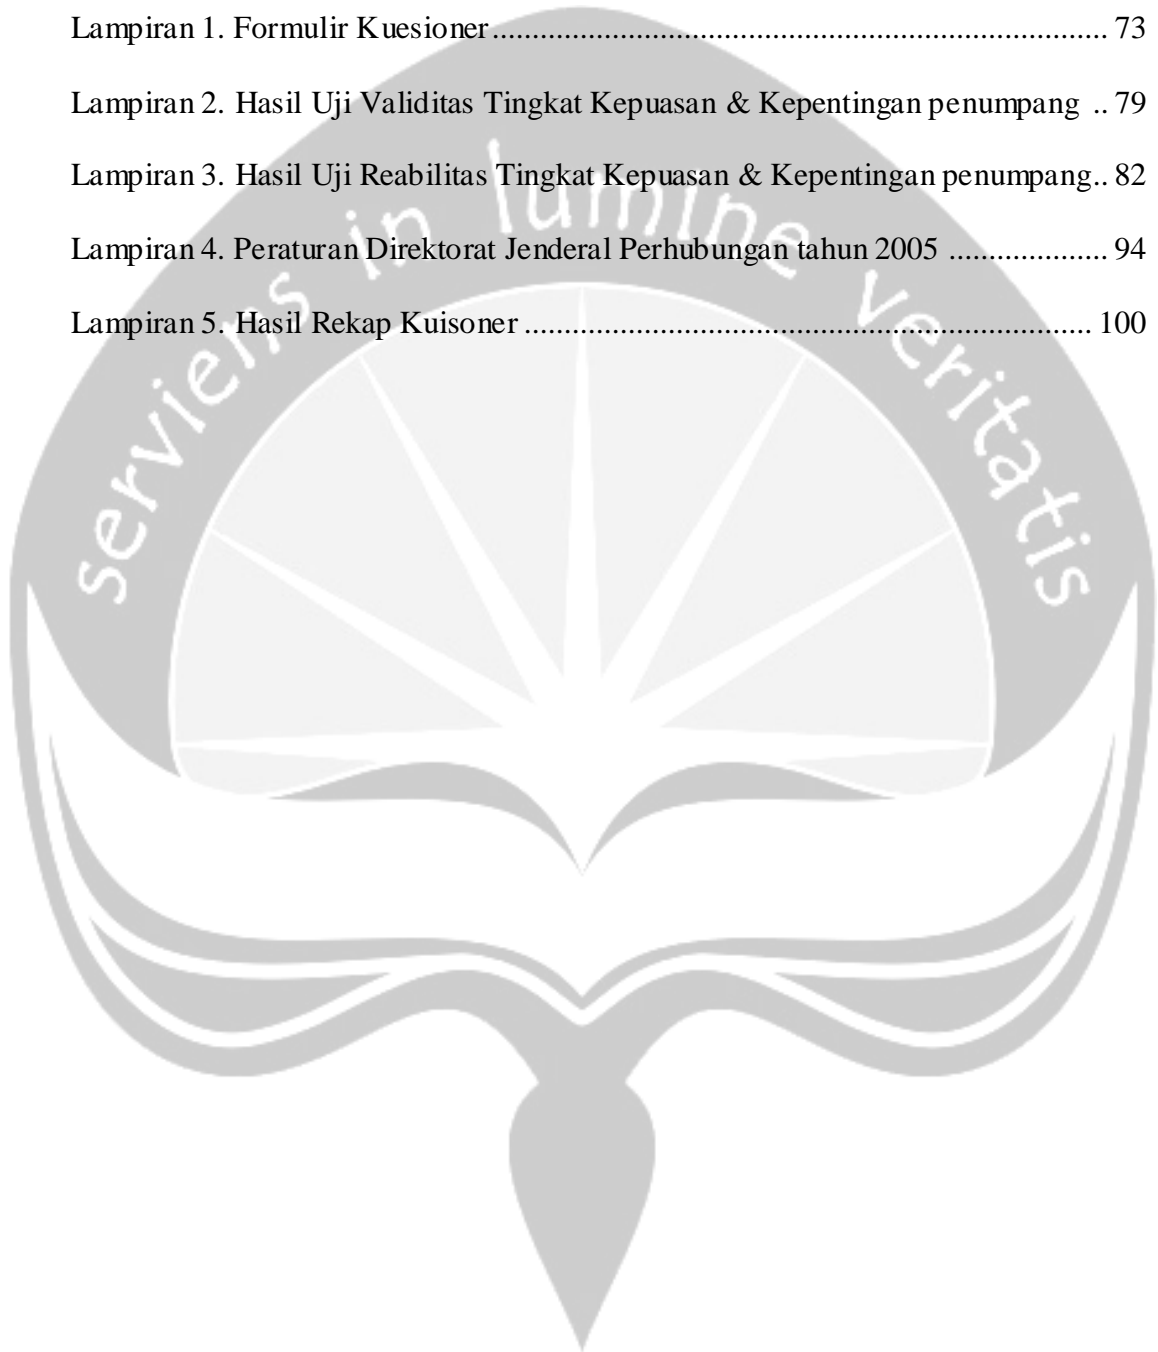 Lampiran 1. Formulir Kuesioner............................................................................. 73
Lampiran 2. Hasil Uji Validitas Tingkat Kepuasan & Kepentingan penumpang .. 79
Lampiran 3. Hasil Uji Reabilitas Tingkat Kepuasan & Kepentingan penumpang.. 82
Lampiran 4. Peraturan Direktorat Jenderal Perhubungan tahun 2005 .................... 94
Lampiran 5. Hasil Rekap Kuisoner ....................................................................... 100
serviens in lumine veritatis